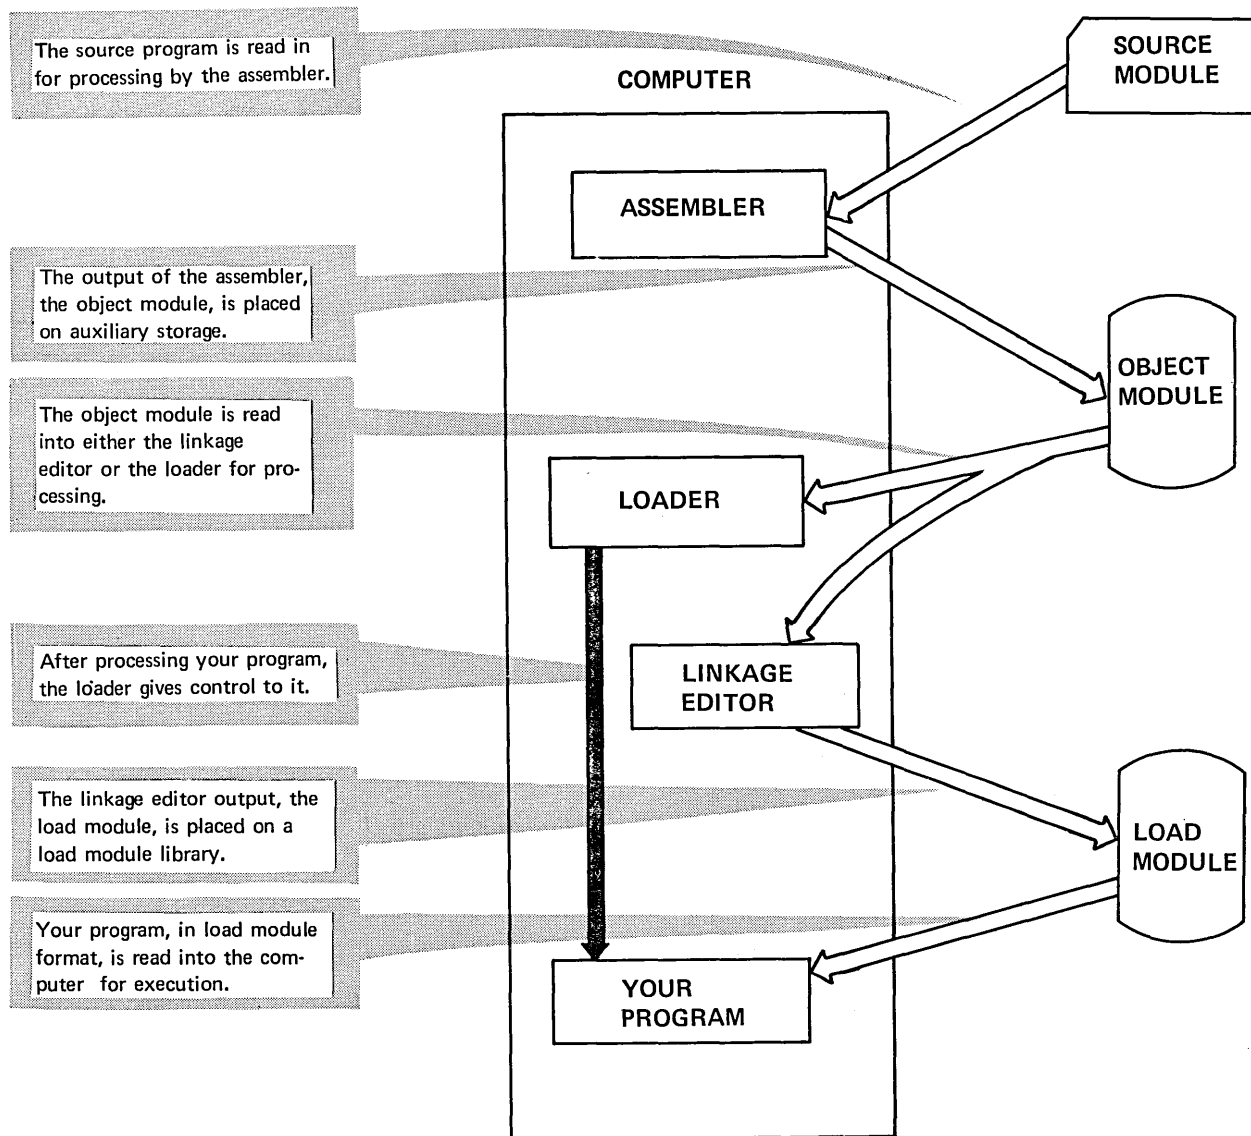 The source program is read in
for processing by the assembler.
COMPUTER
SOURCE
MODULE
ASSEMBLER
The output of the assembler,
the object module, is placed
on auxiliary storage.
OBJECT
MODULE
The object module is read
into either the linkage
editor or the loader for pro-
cessing.
LOADER
After processing your program,
the loader gives control to it.
LINKAGE
EDITOR
The linkage editor output, the
load module, is placed on a
load module library.
LOAD
MODULE
Your program, in load module
format, is read into the com-
puter for execution.
YOUR
PROGRAM